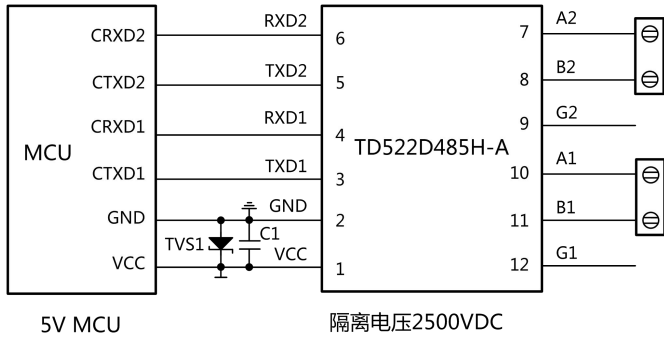 CRXD2
RXD2
6
7
A2
CTXD2
TXD2
5
8
B2
CRXD1
RXD1
4
9
G2
MCU
TD522D485H-A
CTXD1
TXD1
3
10
A1
GND
GND
2
11
B1
TVS1
C1
VCC
VCC
1
12
G1
5V MCU
隔离电压2500VDC